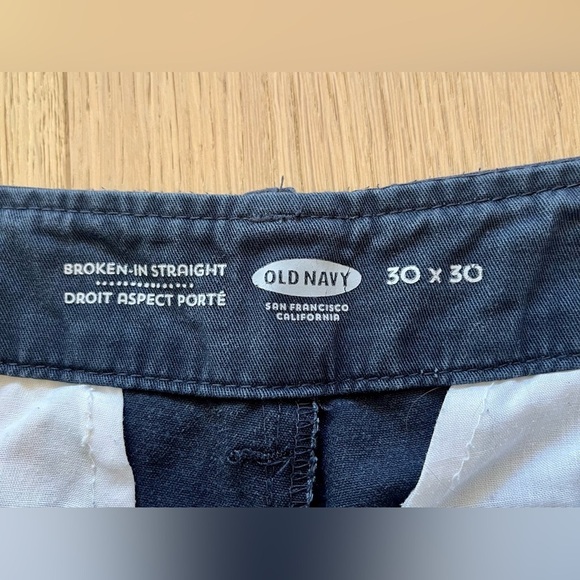 BROKEN-IN STRAIGHT
DROIT ASPECT PORTÉ
OLD NAVY
SAN FRANCISCO
CALIFORNIA
30 x 30